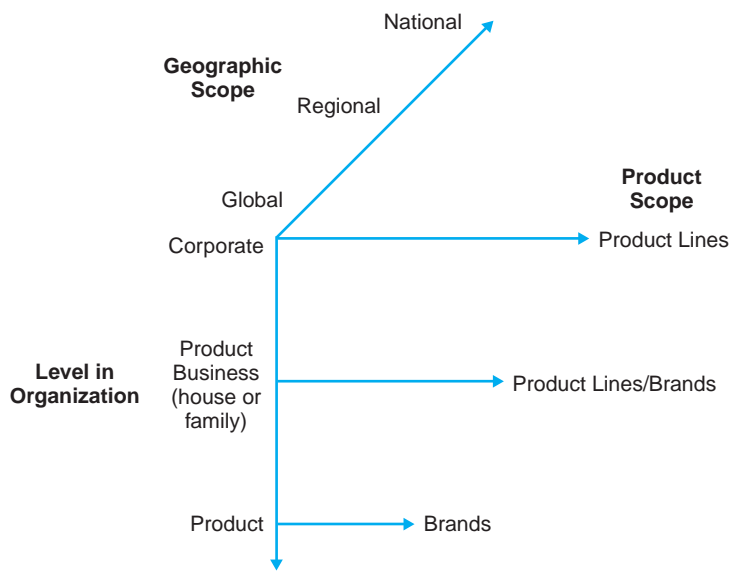 National
Geographic
Scope
Regional
Product
Scope
Global
Corporate
Product Lines
Level in
Organization
Product
Business
(house or
family)
Product Lines/Brands
Product
Brands